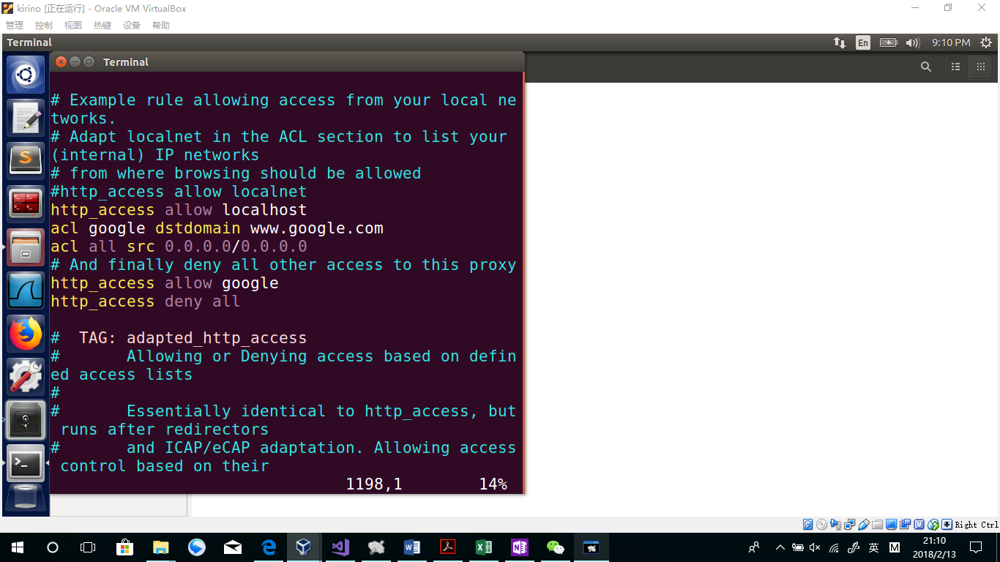 kirino [正在运行] - Oracle VM VirtualBox
管理 控制 视图 热键 设备 帮助
Terminal En 9:10 PM
Terminal
# Example rule allowing access from your local ne
tworks.
# Adapt localnet in the ACL section to list your
(internal) IP networks
# from where browsing should be allowed
#http_access allow localnet
http_access allow localhost
acl google dstdomain www.google.com
acl all src 0.0.0.0/0.0.0.0
# And finally deny all other access to this proxy
http_access allow google
http_access deny all
#  TAG: adapted_http_access
#       Allowing or Denying access based on defin
ed access lists
#
#       Essentially identical to http_access, but
 runs after redirectors
#       and ICAP/eCAP adaptation. Allowing access
 control based on their
1198,1 14%
Right Ctrl
英 M 21:10
2018/2/13